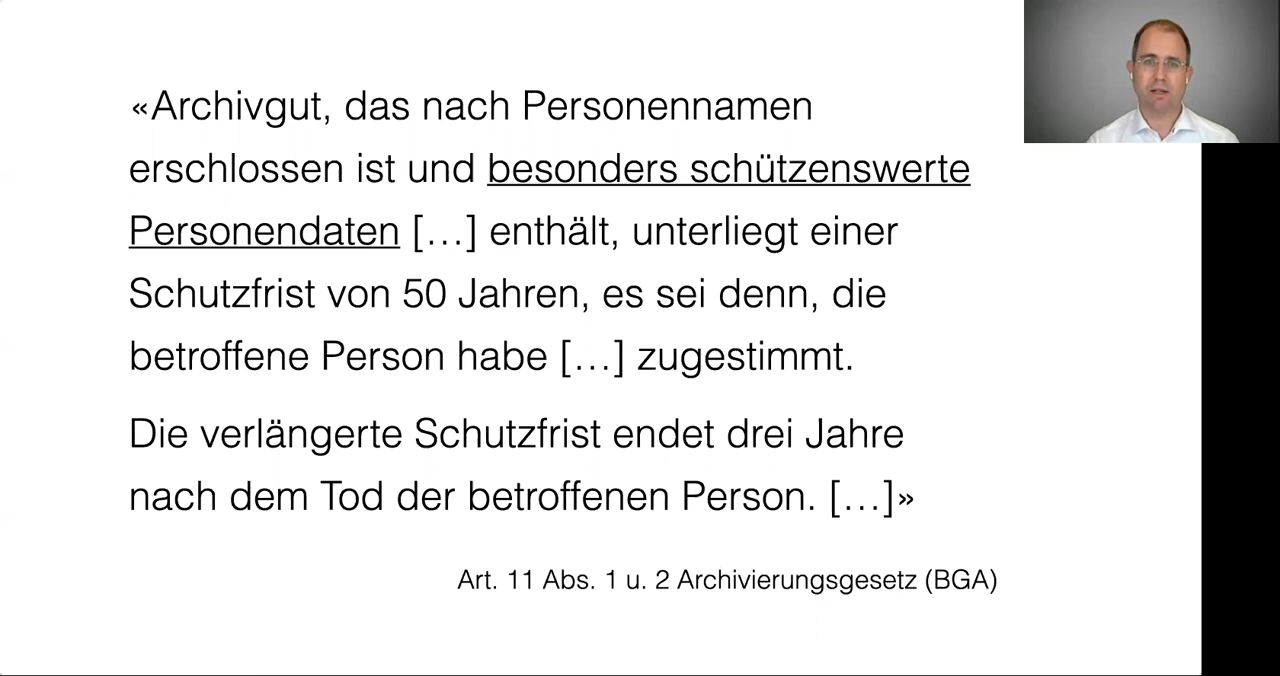 «Archivgut, das nach Personennamen
erschlossen ist und besonders schützenswerte
Personendaten […] enthält, unterliegt einer
Schutzfrist von 50 Jahren, es sei denn, die
betroffene Person habe […] zugestimmt.
Die verlängerte Schutzfrist endet drei Jahre
nach dem Tod der betroffenen Person. […]»
Art. 11 Abs. 1 u. 2 Archivierungsgesetz (BGA)